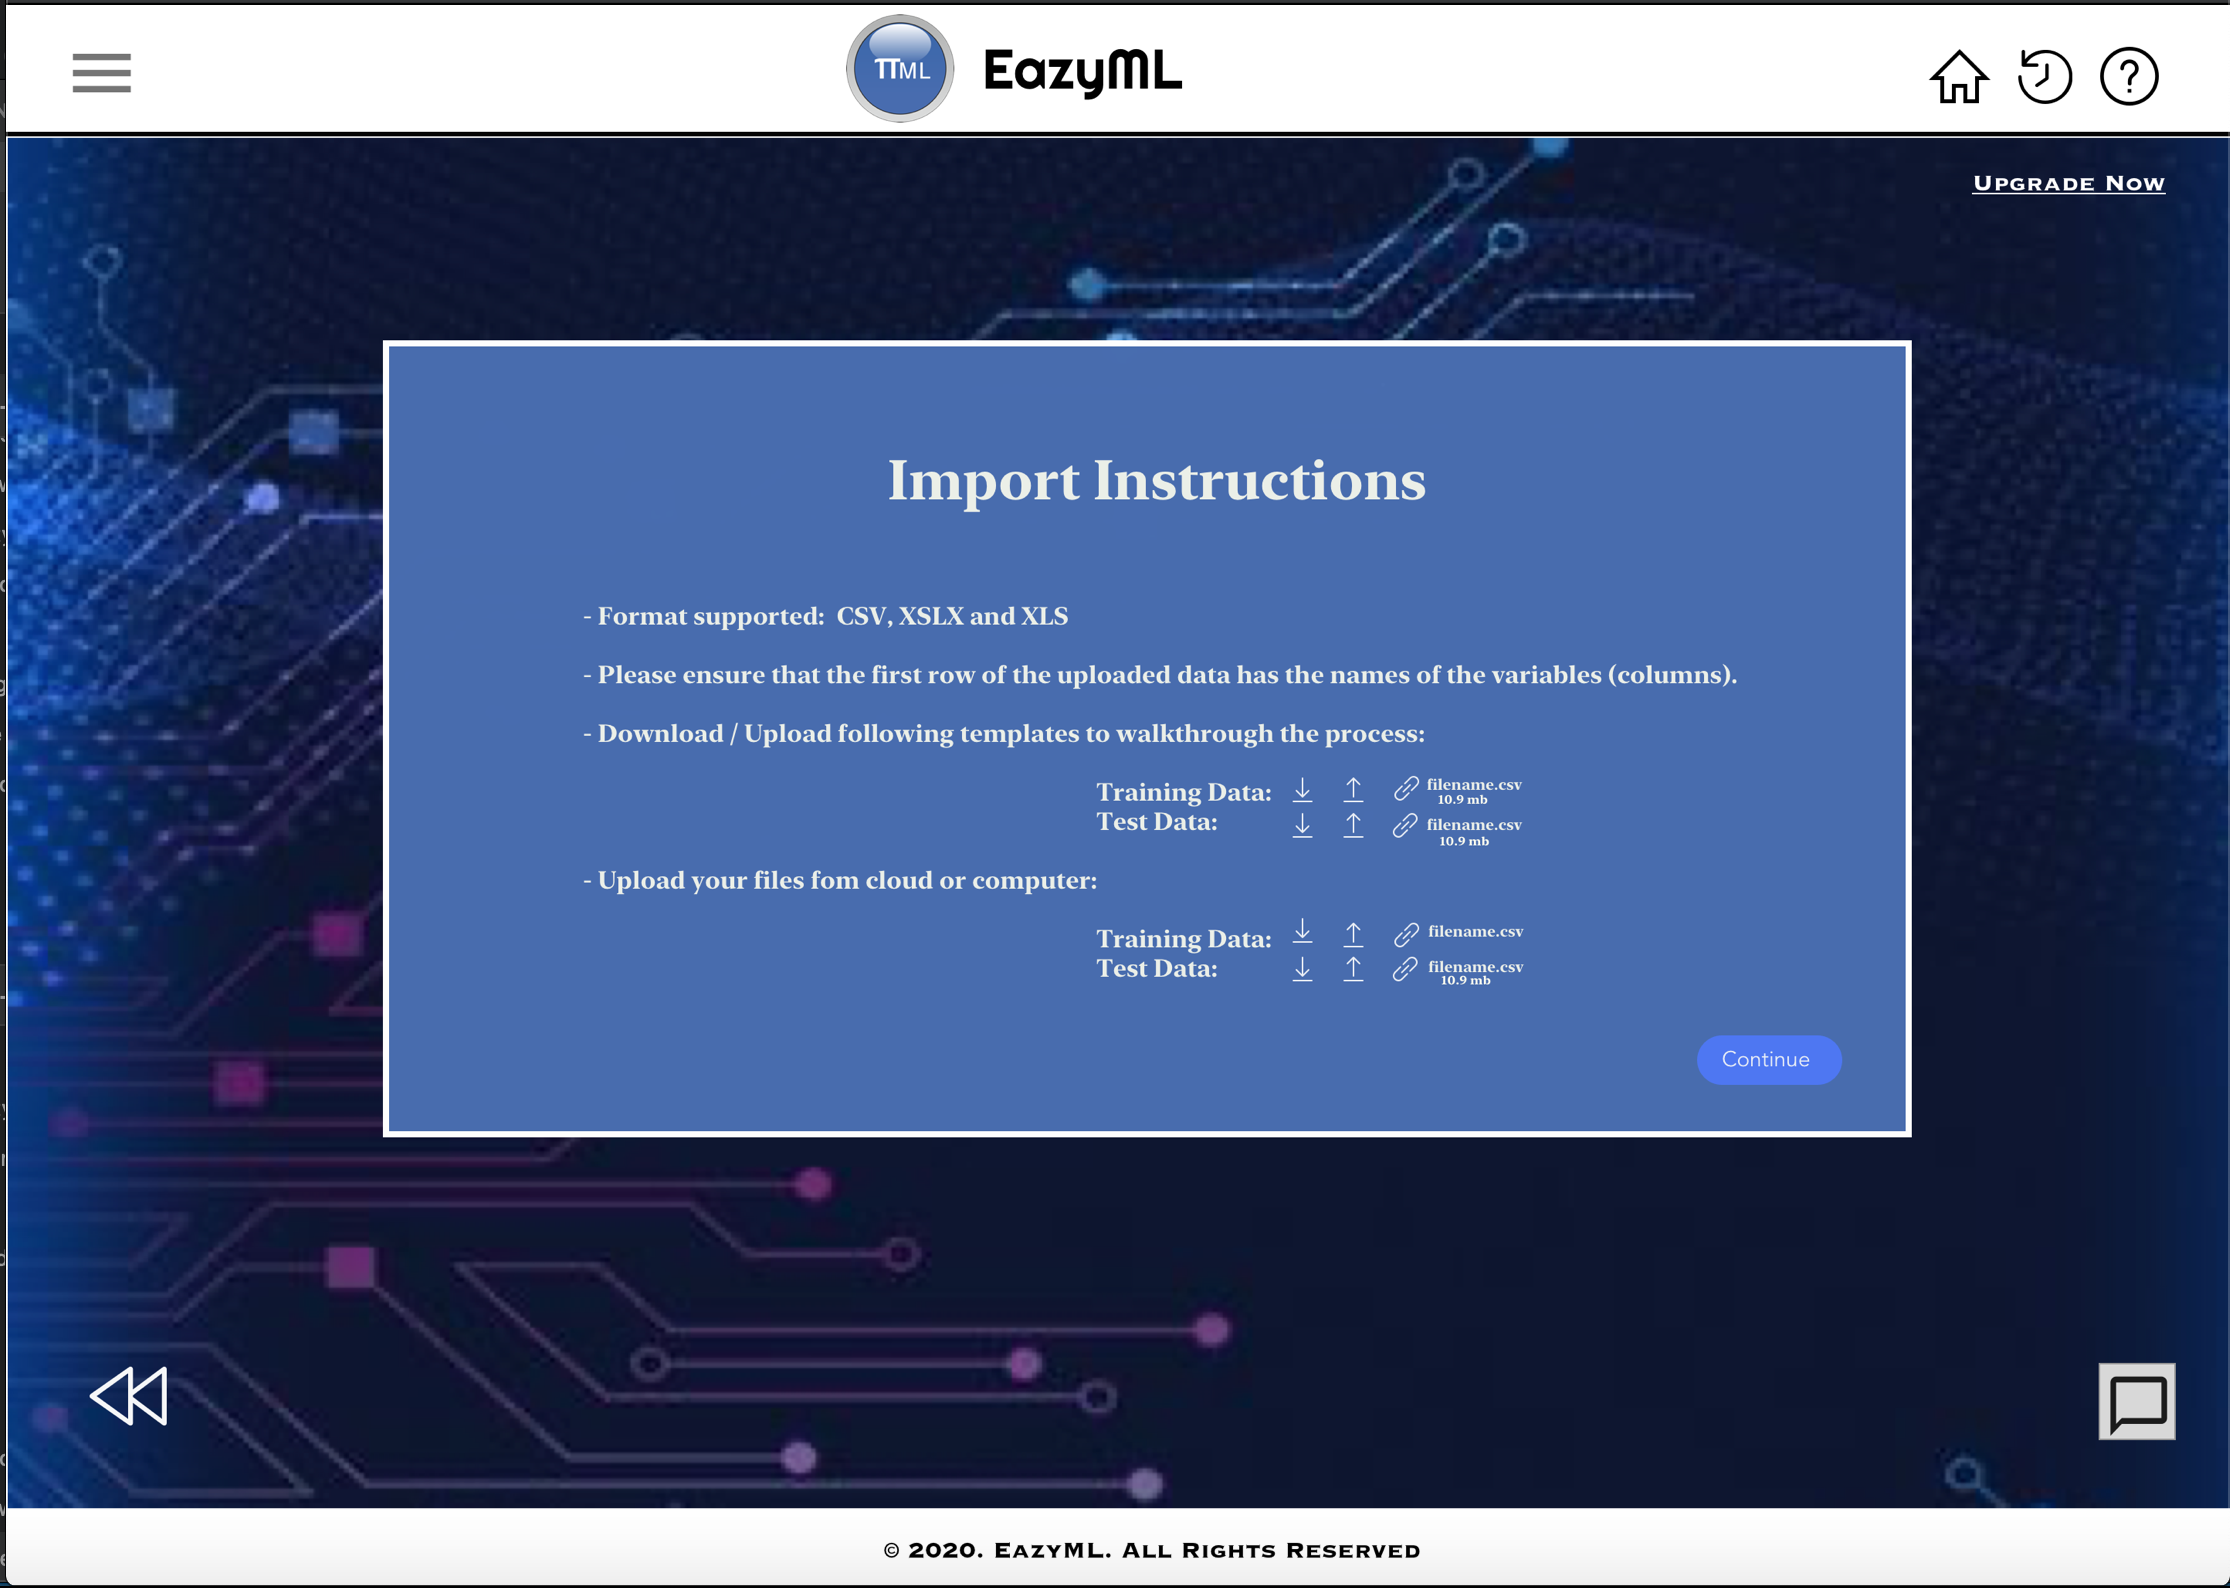 πML EazyML
Upgrade Now
Import Instructions
- Format supported: CSV, XSLX and XLS
- Please ensure that the first row of the uploaded data has the names of the variables (columns).
- Download / Upload following templates to walkthrough the process:
Training Data: filename.csv
10.9 mb
Test Data: filename.csv
10.9 mb
- Upload your files fom cloud or computer:
Training Data: filename.csv
Test Data: filename.csv
10.9 mb
Continue
© 2020. EazyML. All Rights Reserved